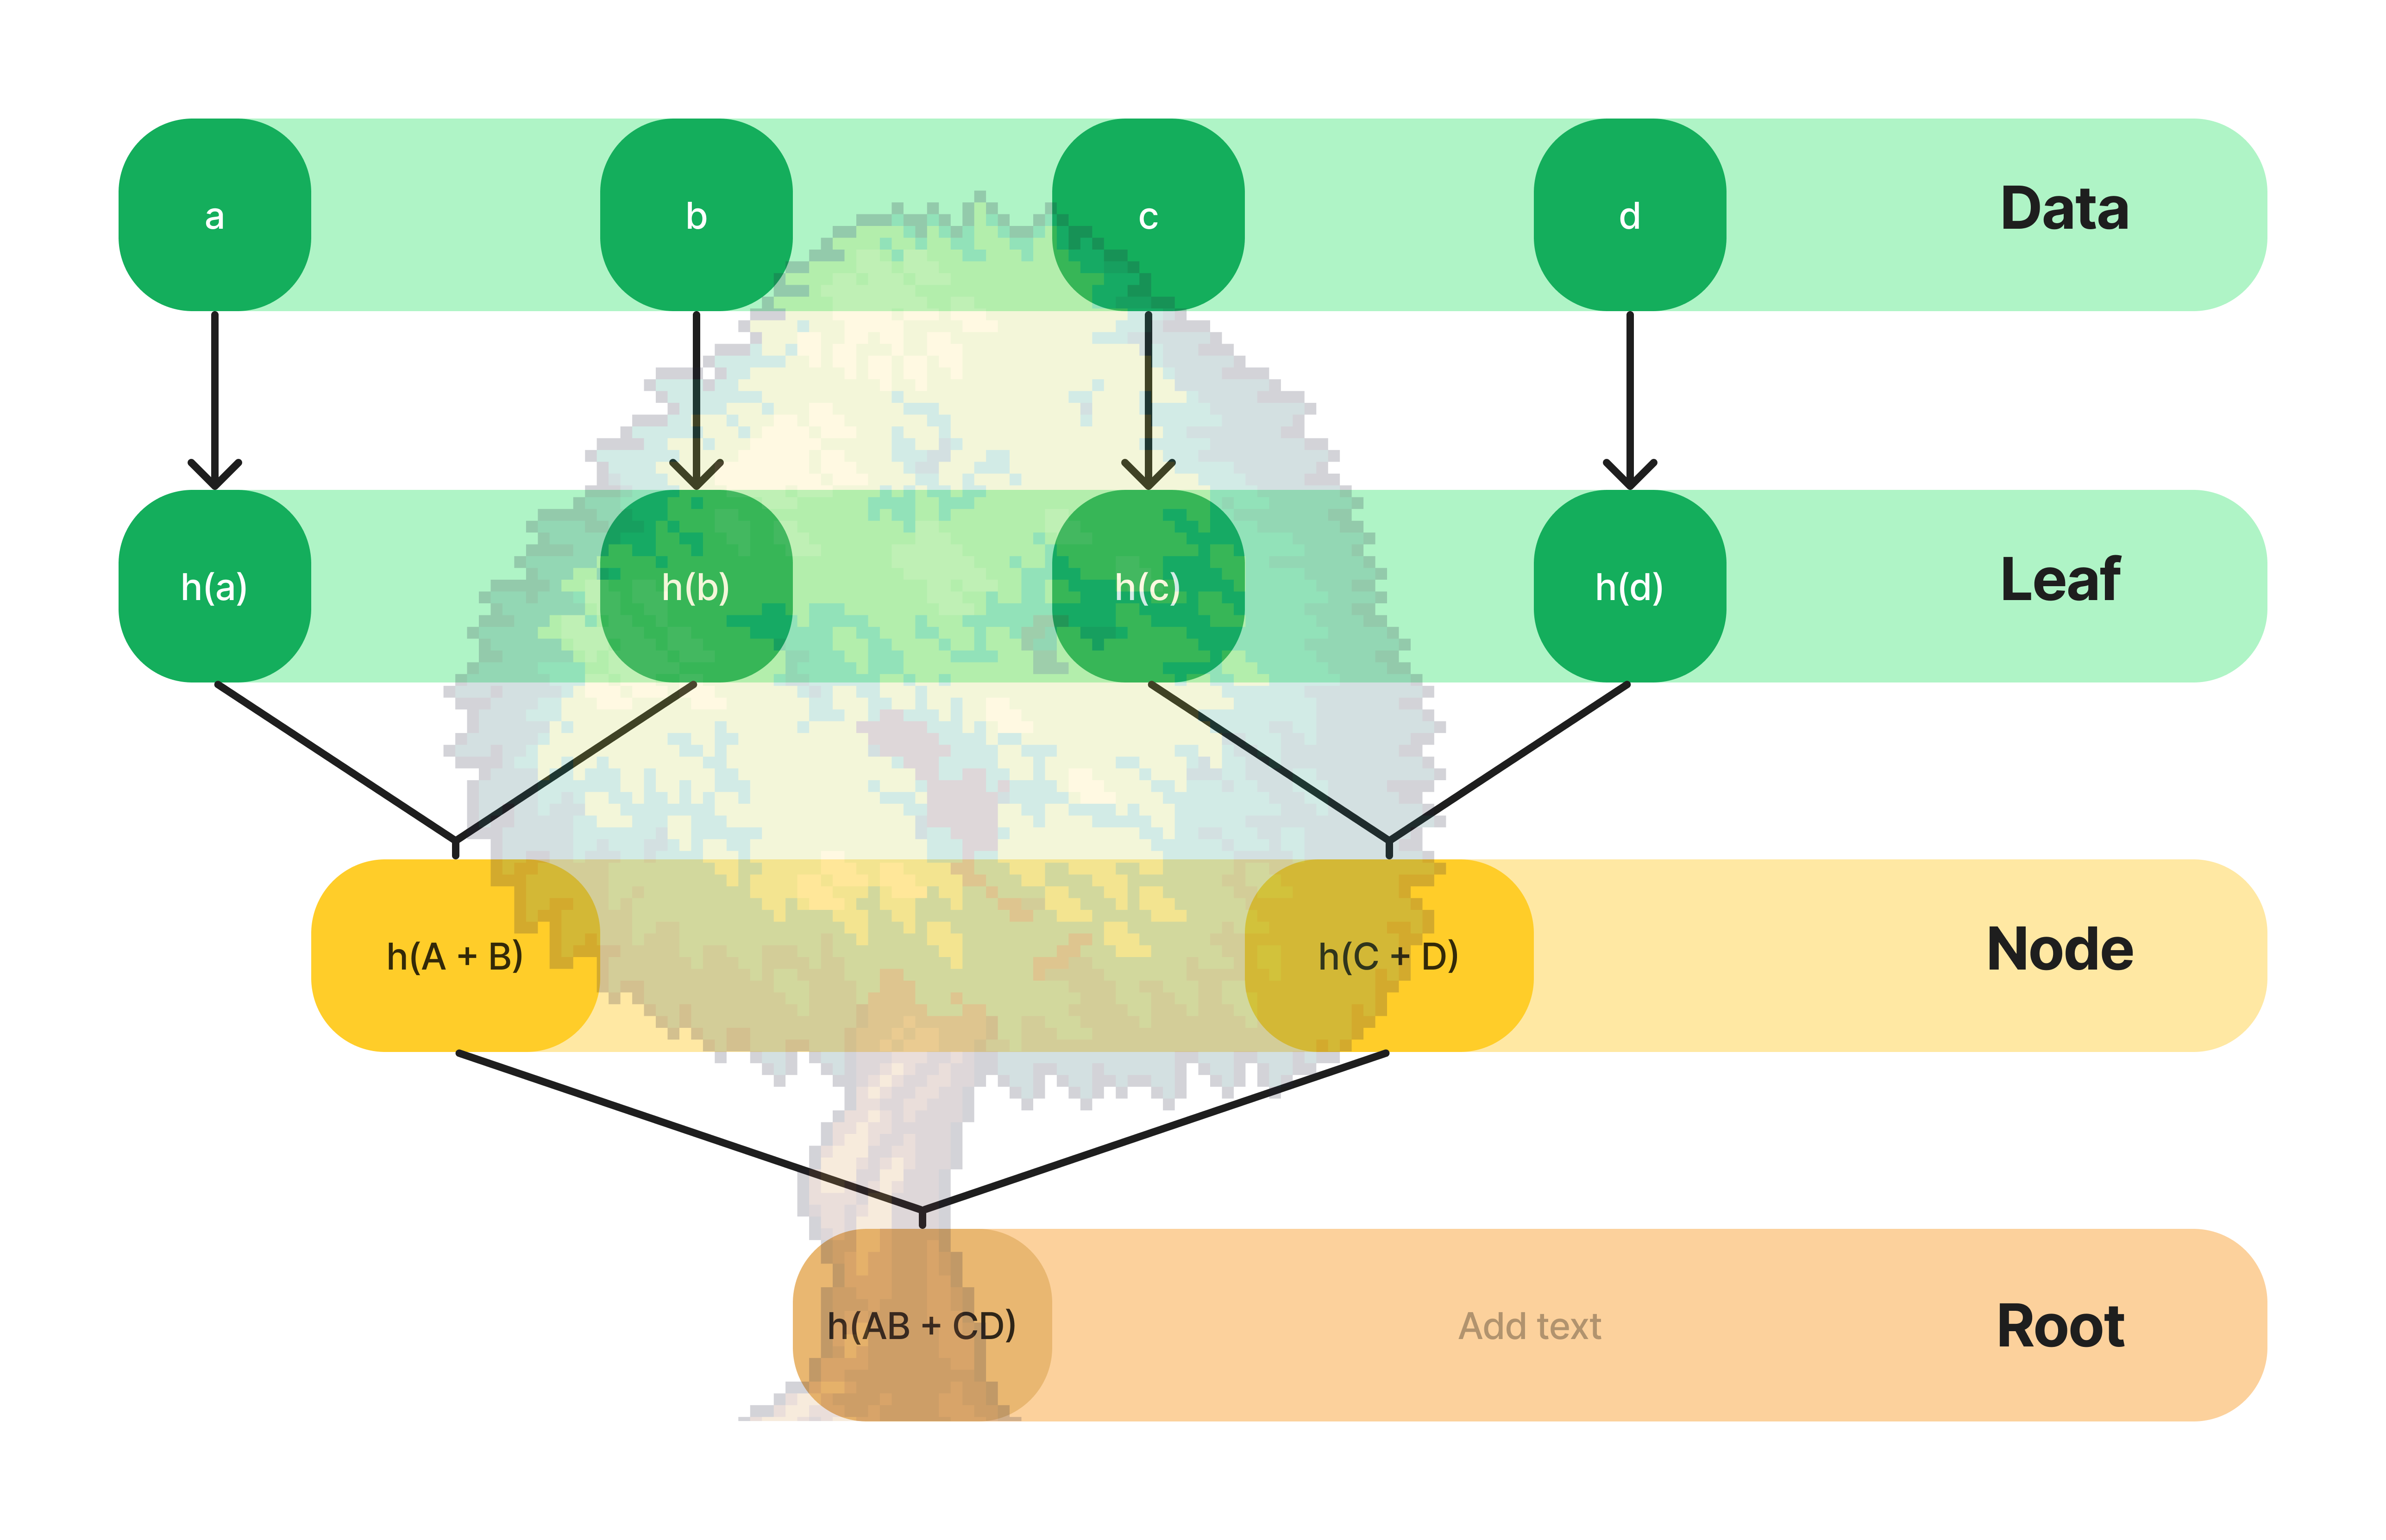 a b c d Data
h(a) h(b) h(c) h(d) Leaf
h(A + B) h(C + D) Node
h(AB + CD) Add text Root